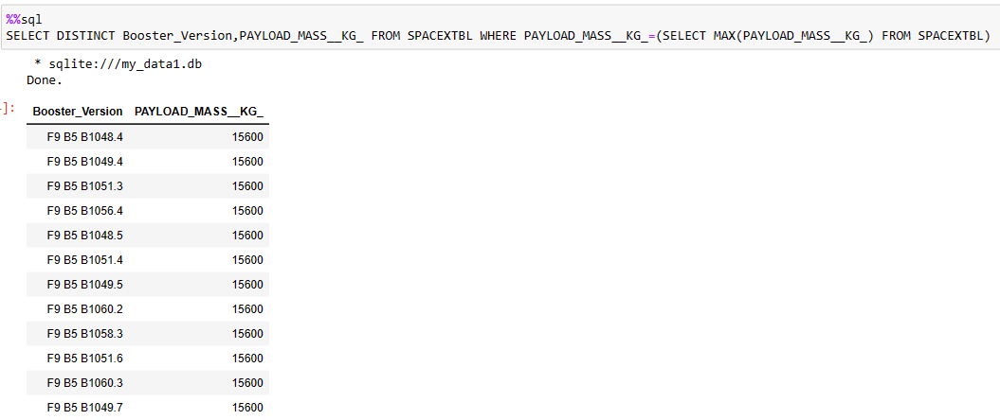 %%sql
SELECT DISTINCT Booster_Version,PAYLOAD_MASS__KG_ FROM SPACEXTBL WHERE PAYLOAD_MASS__KG_=(SELECT MAX(PAYLOAD_MASS__KG_) FROM SPACEXTBL)
* sqlite:///my_data1.db
Done.
]:
Booster_Version PAYLOAD_MASS__KG_
F9 B5 B1048.4 15600
F9 B5 B1049.4 15600
F9 B5 B1051.3 15600
F9 B5 B1056.4 15600
F9 B5 B1048.5 15600
F9 B5 B1051.4 15600
F9 B5 B1049.5 15600
F9 B5 B1060.2 15600
F9 B5 B1058.3 15600
F9 B5 B1051.6 15600
F9 B5 B1060.3 15600
F9 B5 B1049.7 15600